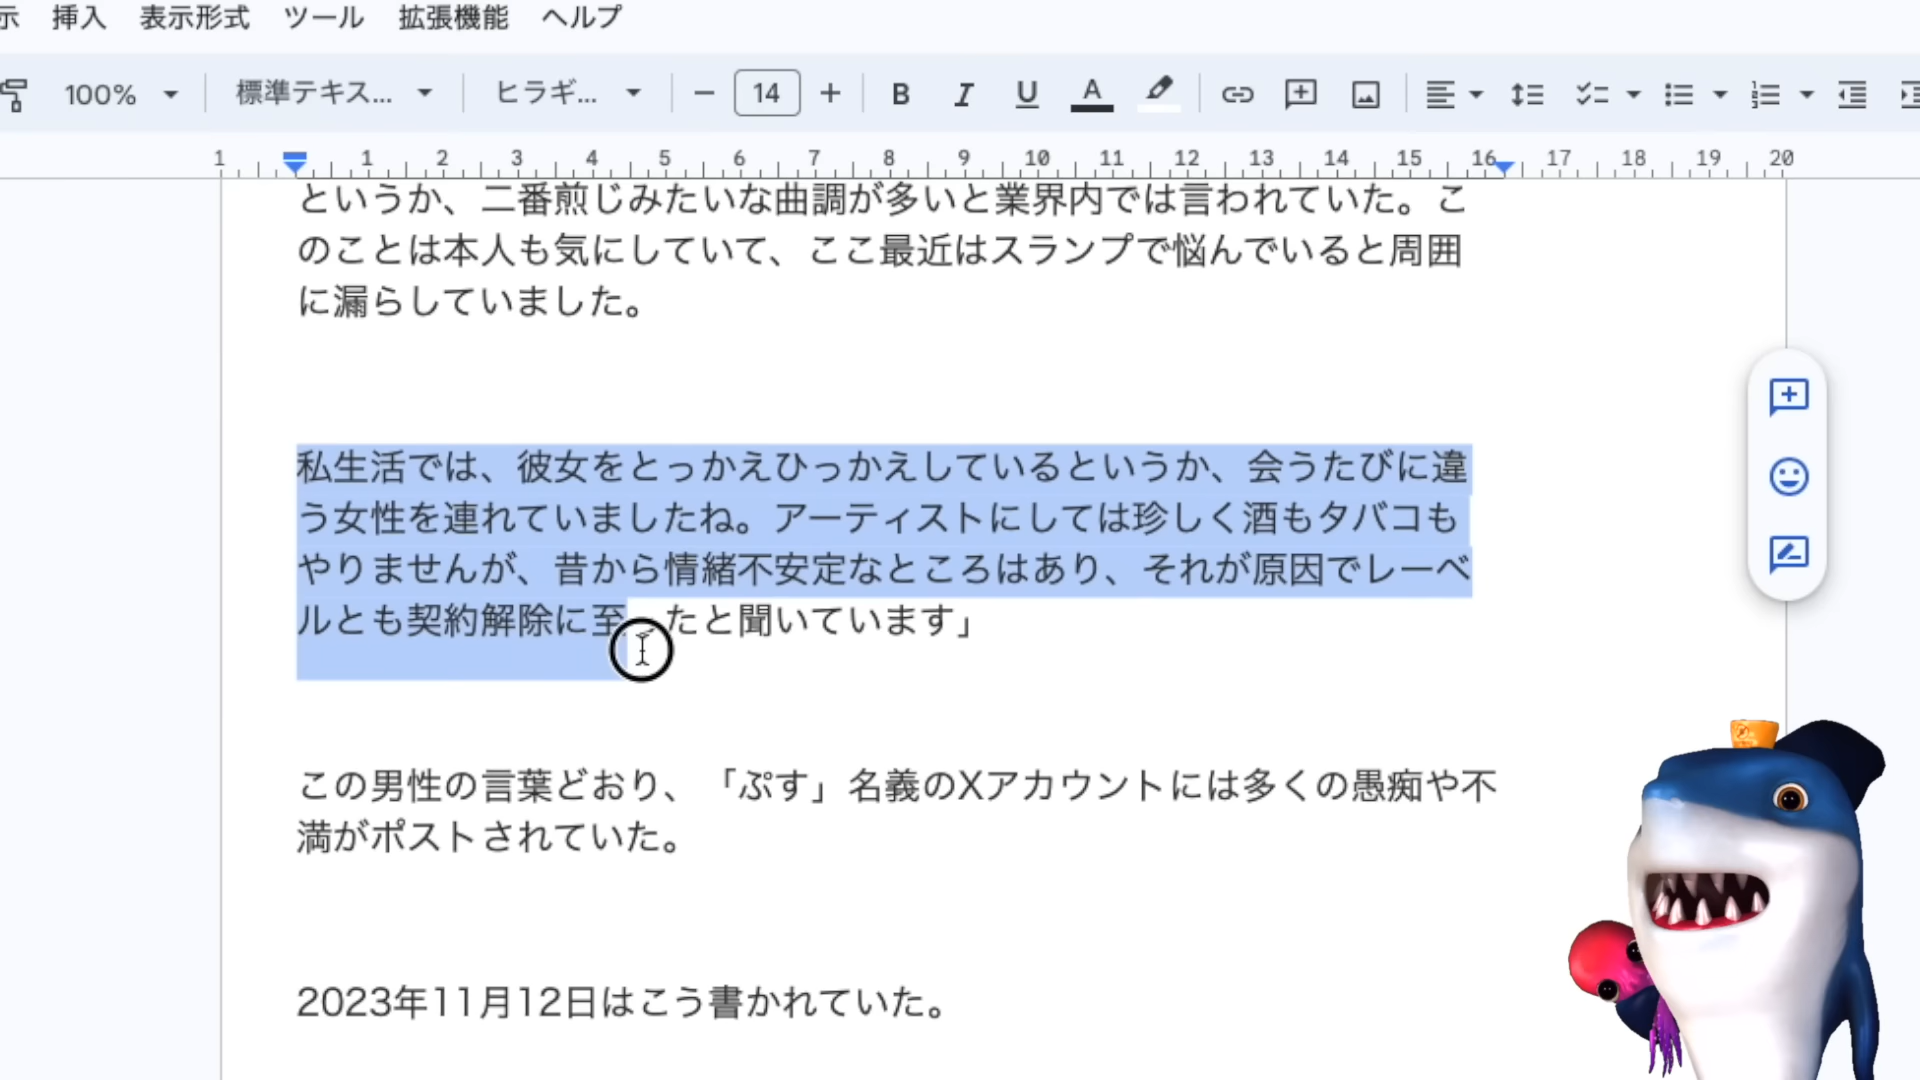 示 挿入 表示形式 ツール 拡張機能 ヘルプ
100% 標準テキス... ヒラギ... − 14 + B I U A
1 1 2 3 4 5 6 7 8 9 10 11 12 13 14 15 16 17 18 19 20
というか、二番煎じみたいな曲調が多いと業界内では言われていた。こ
のことは本人も気にしていて、ここ最近はスランプで悩んでいると周囲
に漏らしていました。
私生活では、彼女をとっかえひっかえしているというか、会うたびに違
う女性を連れていましたね。アーティストにしては珍しく酒もタバコも
やりませんが、昔から情緒不安定なところはあり、それが原因でレーベ
ルとも契約解除に至ったと聞いています」
この男性の言葉どおり、「ぷす」名義のXアカウントには多くの愚痴や不
満がポストされていた。
2023年11月12日はこう書かれていた。